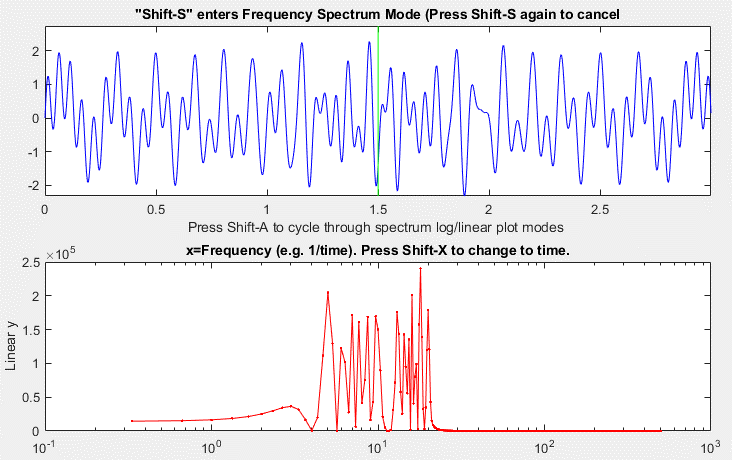 "Shift-S" enters Frequency Spectrum Mode (Press Shift-S again to cancel
2
1
0
-1
-2
0 0.5 1 1.5 2 2.5
Press Shift-A to cycle through spectrum log/linear plot modes
x=Frequency (e.g. 1/time). Press Shift-X to change to time.
×10⁵
2.5
2
1.5
1
0.5
0
Linear y
10⁻¹ 10⁰ 10¹ 10² 10³